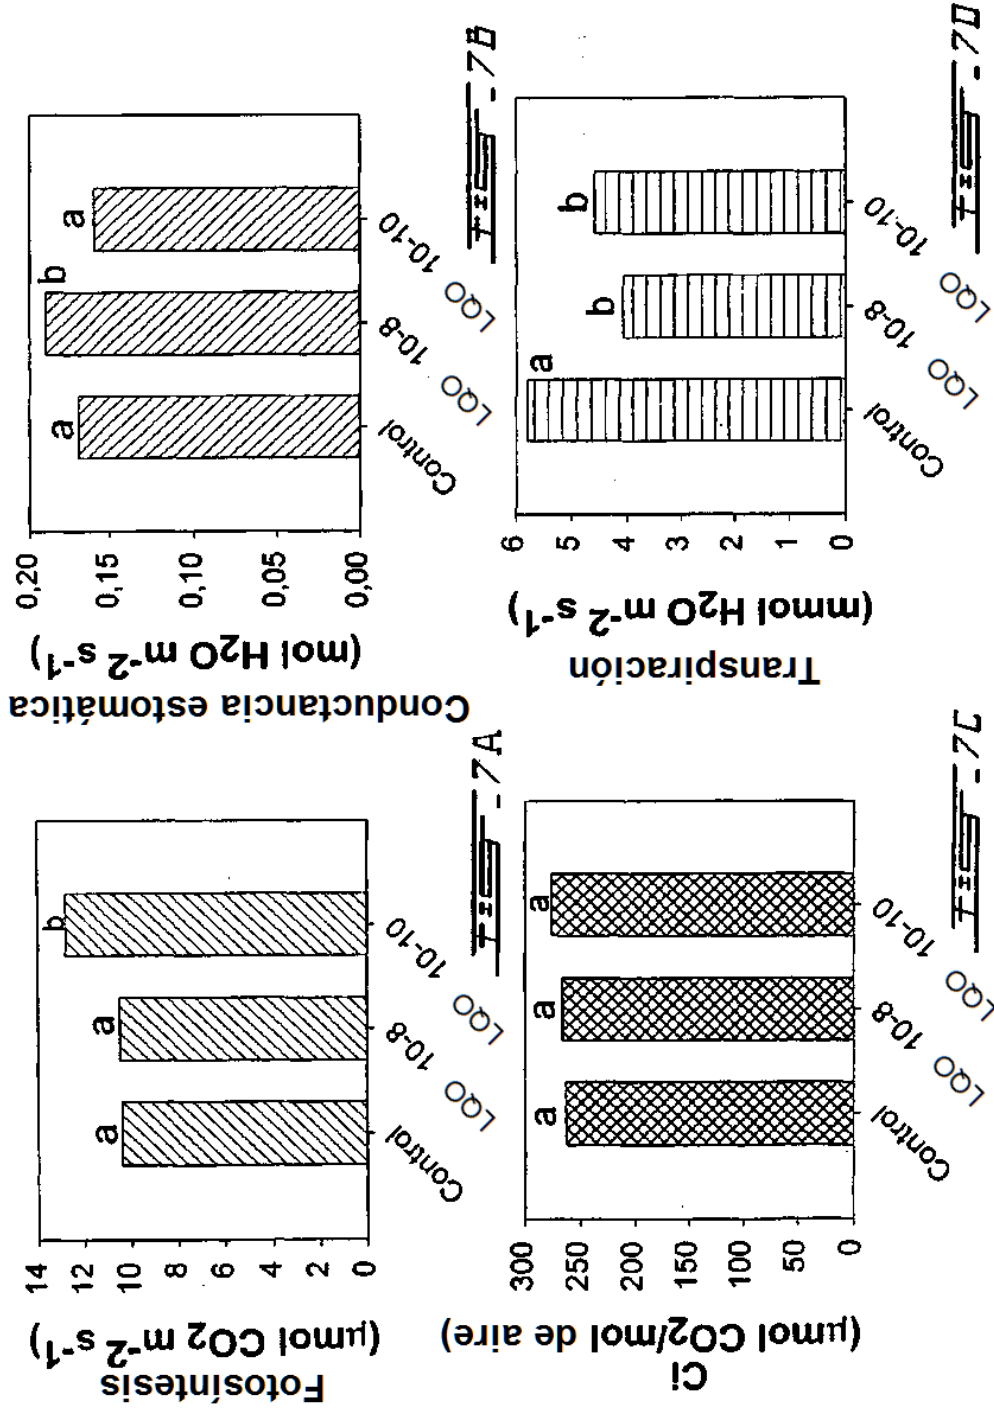 Fotosíntesis
(µmol CO2 m-2 s-1)
14
12
10
8
6
4
2
0
a
a
b
Control
LQO 10-8
LQO 10-10
FIG-7A
Conductancia estomática
(mol H2O m-2 s-1)
0,20
0,15
0,10
0,05
0,00
a
b
a
Control
LQO 10-8
LQO 10-10
FIG-7B
Ci
(µmol CO2/mol de aire)
300
250
200
150
100
50
0
a
a
a
Control
LQO 10-8
LQO 10-10
FIG-7C
Transpiración
(mmol H2O m-2 s-1)
6
5
4
3
2
1
0
a
b
b
Control
LQO 10-8
LQO 10-10
FIG-7D